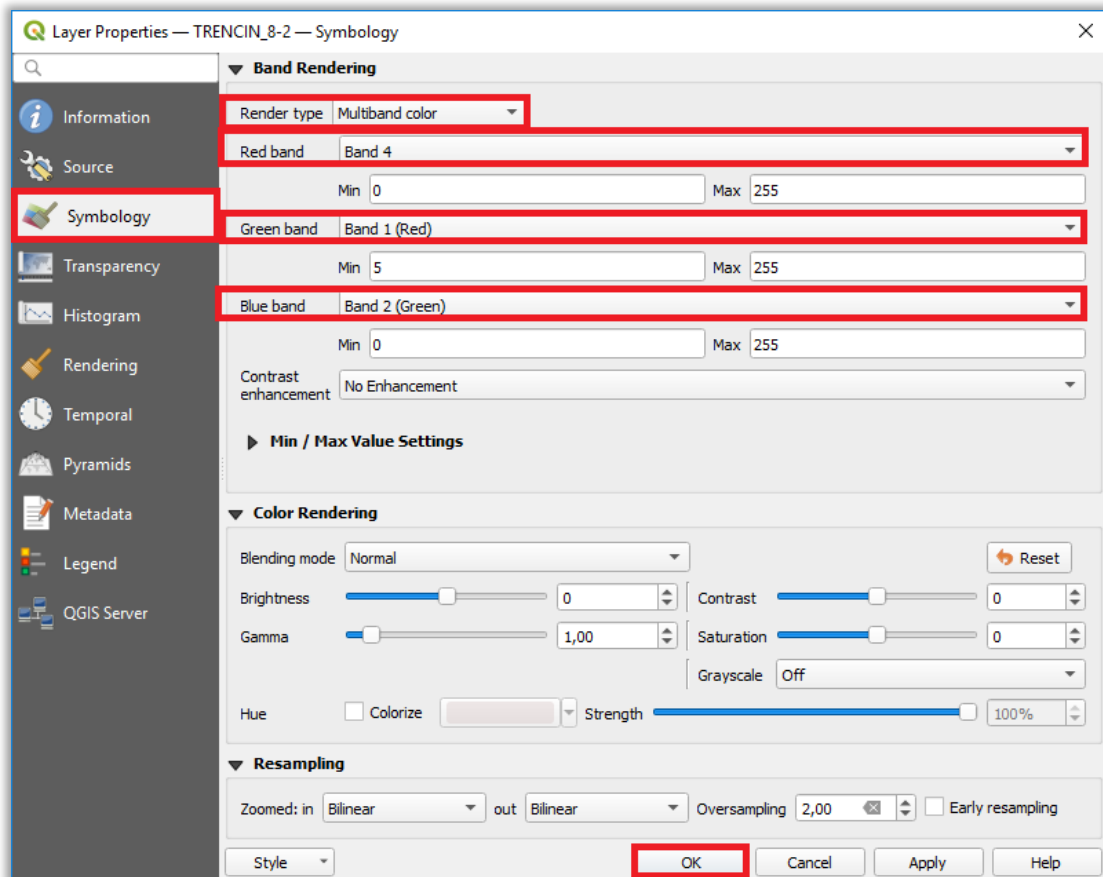 Layer Properties — TRENCIN_8-2 — Symbology
Information
Source
Symbology
Transparency
Histogram
Rendering
Temporal
Pyramids
Metadata
Legend
QGIS Server
Band Rendering
Render type Multiband color
Red band Band 4
Min 0 Max 255
Green band Band 1 (Red)
Min 5 Max 255
Blue band Band 2 (Green)
Min 0 Max 255
Contrast
enhancement No Enhancement
Min / Max Value Settings
Color Rendering
Blending mode Normal Reset
Brightness 0 Contrast 0
Gamma 1,00 Saturation 0
Grayscale Off
Hue Colorize Strength 100%
Resampling
Zoomed: in Bilinear out Bilinear Oversampling 2,00 Early resampling
Style OK Cancel Apply Help